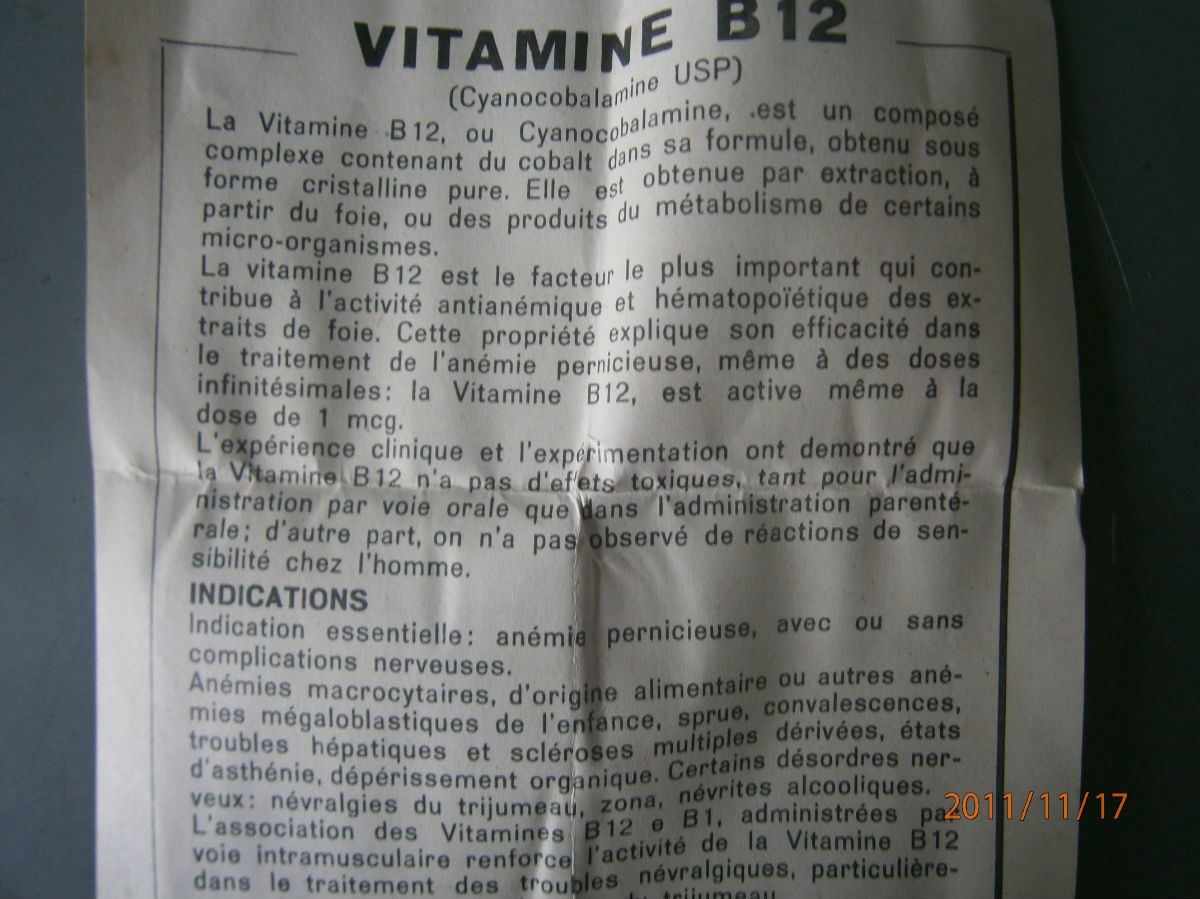 VITAMINE B12
(Cyanocobalamine USP)
La Vitamine B12, ou Cyanocobalamine, est un composé
complexe contenant du cobalt dans sa formule, obtenu sous
forme cristalline pure. Elle est obtenue par extraction, à
partir du foie, ou des produits du métabolisme de certains
micro-organismes.
La vitamine B12 est le facteur le plus important qui con-
tribue à l'activité antianémique et hématopoïétique des ex-
traits de foie. Cette propriété explique son efficacité dans
le traitement de l'anémie pernicieuse, même à des doses
infinitésimales: la Vitamine B12, est active même à la
dose de 1 mcg.
L'expérience clinique et l'expérimentation ont demontré que
la Vitamine B12 n'a pas d'efets toxiques, tant pour l'admi-
nistration par voie orale que dans l'administration parenté-
rale; d'autre part, on n'a pas observé de réactions de sen-
sibilité chez l'homme.
INDICATIONS
Indication essentielle: anémie pernicieuse, avec ou sans
complications nerveuses.
Anémies macrocytaires, d'origine alimentaire ou autres ané-
mies mégaloblastiques de l'enfance, sprue, convalescences,
troubles hépatiques et scléroses multiples dérivées, états
d'asthénie, dépérissement organique. Certains désordres ner-
veux: névralgies du trijumeau, zona, névrites alcooliques.
L'association des Vitamines B12 e B1, administrées pa
voie intramusculaire renforce l'activité de la Vitamine B12
dans le traitement des troubles névralgiques, particulière-
du trijumeau
2011/11/17